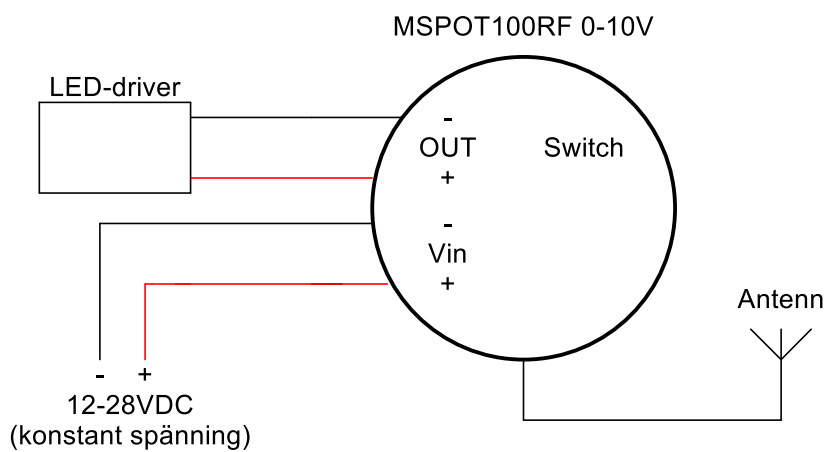 MSPOT100RF 0-10V
LED-driver
-
OUT
Switch
+
-
Vin
+
Antenn
- +
12-28VDC
(konstant spänning)